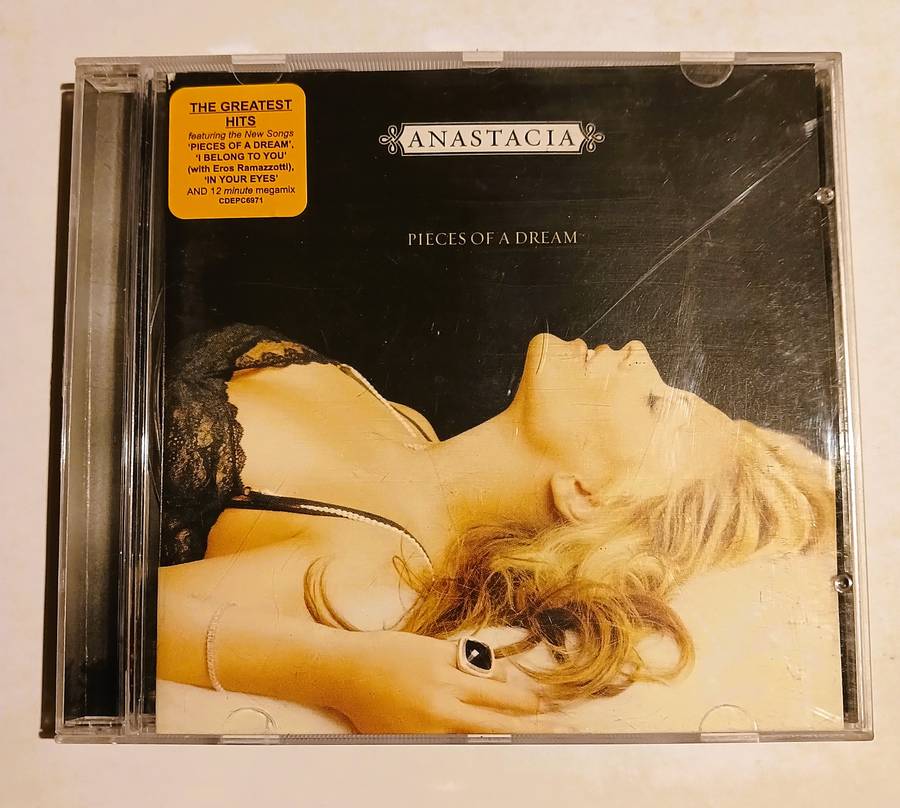 THE GREATEST
HITS
featuring the New Songs
'PIECES OF A DREAM',
'I BELONG TO YOU'
(with Eros Ramazzotti),
'IN YOUR EYES'
AND 12 minute megamix
CDEPC6971
ANASTACIA
PIECES OF A DREAM